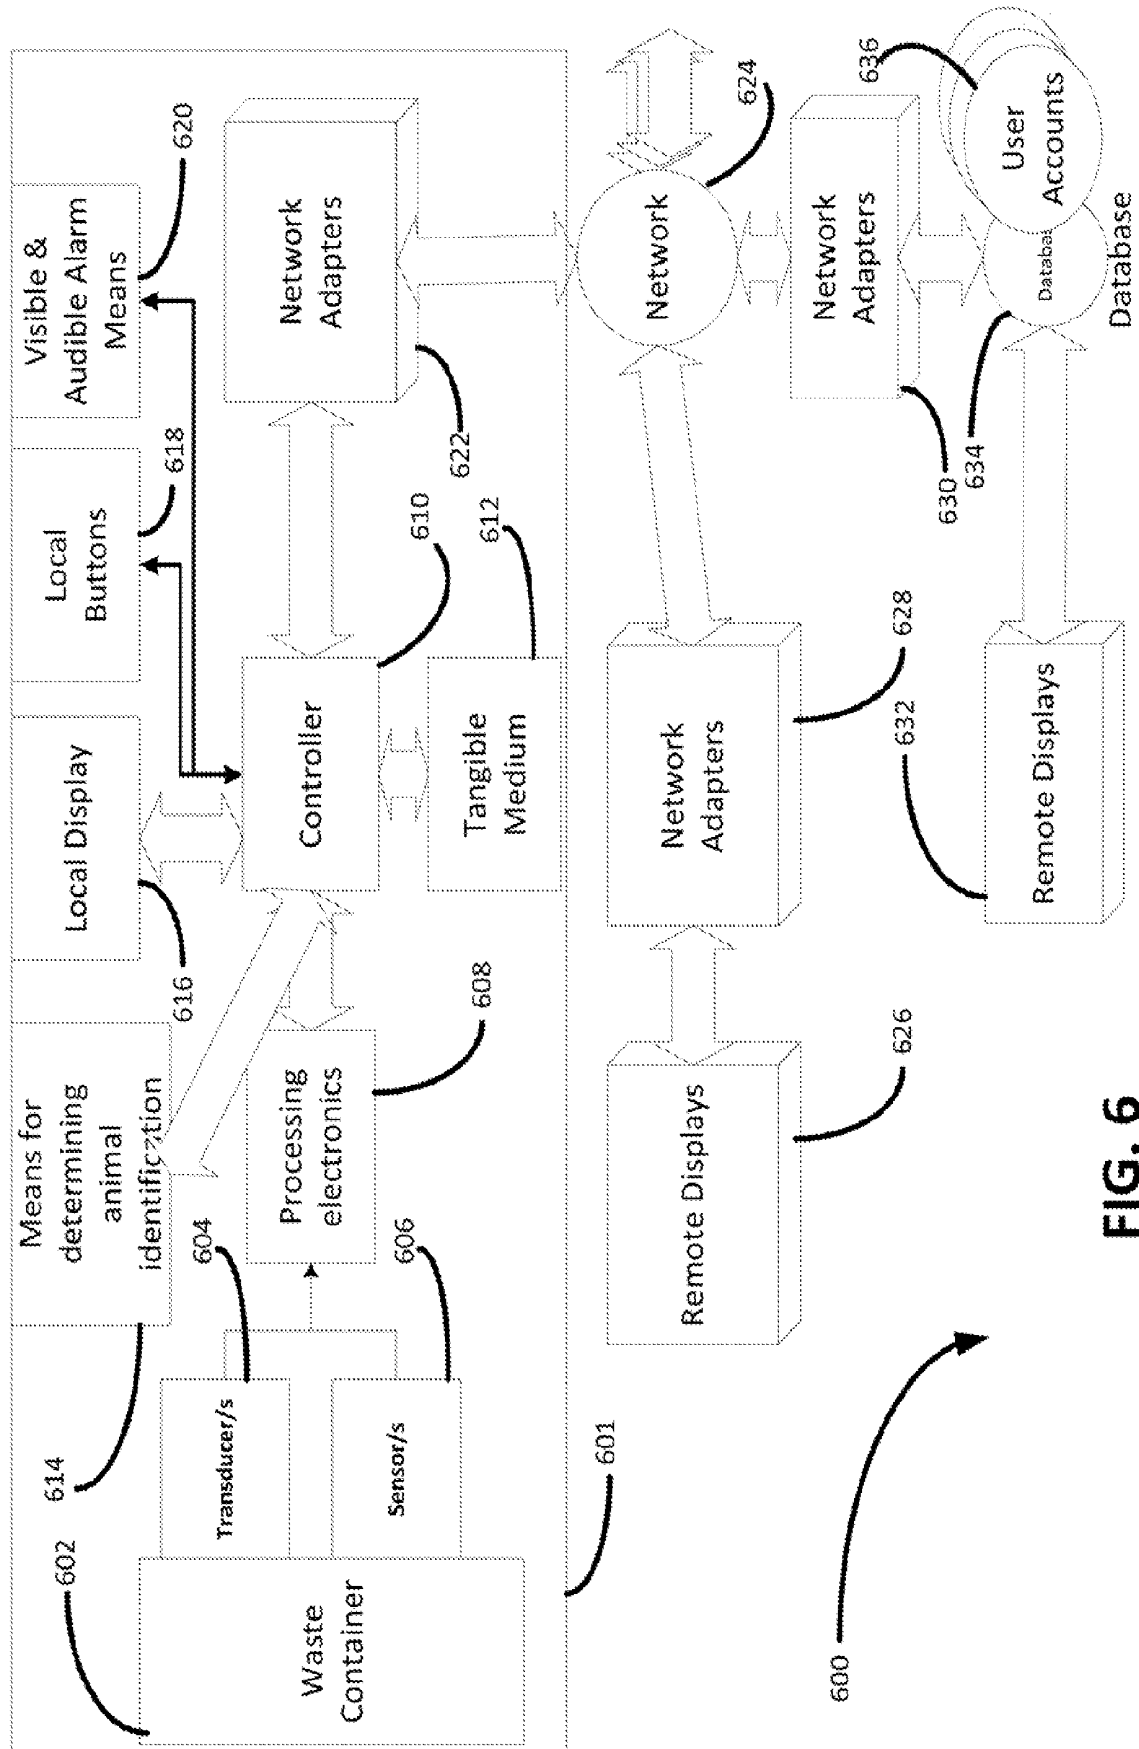 602
Waste
Container
614
Means for
determining
animal
identification
604
Transducer/s
606
Sensor/s
601
Processing
electronics
608
616
Local Display
Controller
610
Tangible
Medium
612
618
Local
Buttons
620
Visible &
Audible Alarm
Means
Network
Adapters
622
600
Remote Displays
626
Network
Adapters
628
632
Remote Displays
Network
624
Network
Adapters
630
634
636
User
Accounts
Databas
Database
FIG. 6